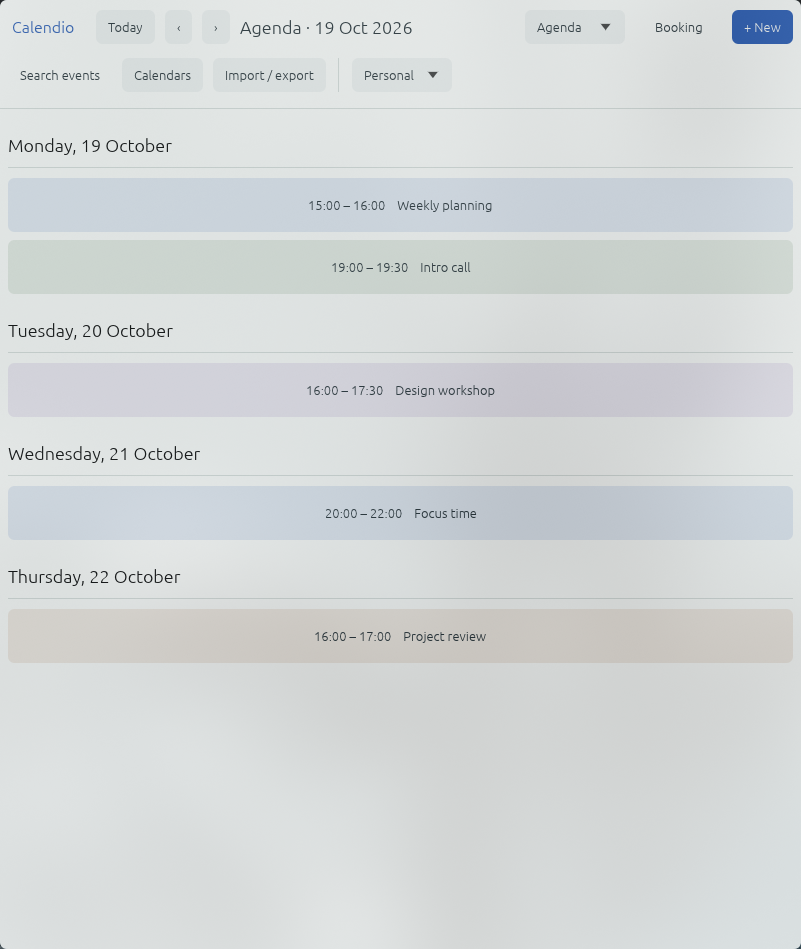 Calendio Today ‹ › Agenda · 19 Oct 2026 Agenda Booking + New
Search events Calendars Import / export Personal
Monday, 19 October
15:00 – 16:00 Weekly planning
19:00 – 19:30 Intro call
Tuesday, 20 October
16:00 – 17:30 Design workshop
Wednesday, 21 October
20:00 – 22:00 Focus time
Thursday, 22 October
16:00 – 17:00 Project review